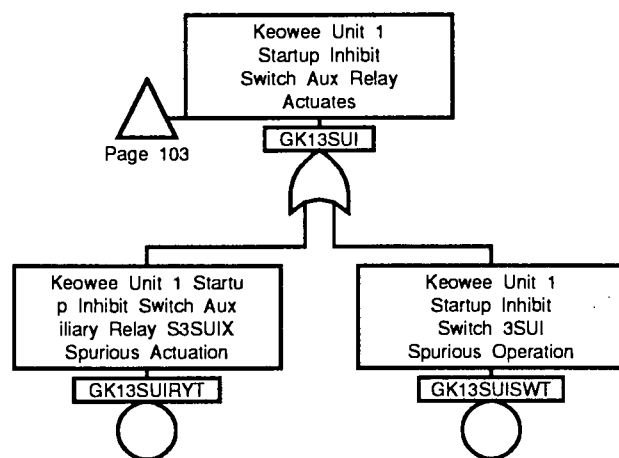 Keowee Unit 1
Startup Inhibit
Switch Aux Relay
Actuates
Page 103
GK13SUI
Keowee Unit 1 Startu
p Inhibit Switch Aux
iliary Relay S3SUIX
Spurious Actuation
GK13SUIRYT
Keowee Unit 1
Startup Inhibit
Switch 3SUI
Spurious Operation
GK13SUISWT